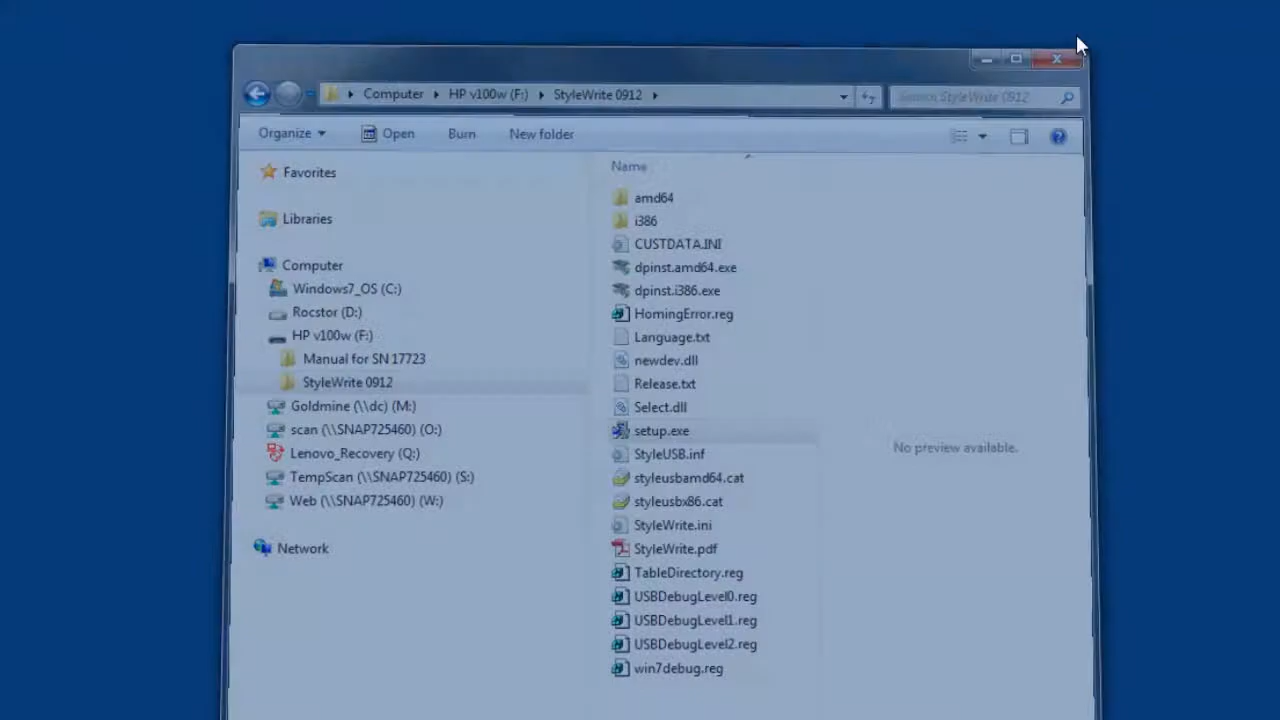 Computer HP v100w (F:) StyleWrite 0912
Search StyleWrite 0912
Organize Open Burn New folder
Favorites
Libraries
Computer
Windows7_OS (C:)
Rocstor (D:)
HP v100w (F:)
Manual for SN 17723
StyleWrite 0912
Goldmine (\\dc) (M:)
scan (\\SNAP725460) (O:)
Lenovo_Recovery (Q:)
TempScan (\\SNAP725460) (S:)
Web (\\SNAP725460) (W:)
Network
Name
amd64
i386
CUSTDATA.INI
dpinst.amd64.exe
dpinst.i386.exe
HomingError.reg
Language.txt
newdev.dll
Release.txt
Select.dll
setup.exe
StyleUSB.inf
styleusbamd64.cat
styleusbx86.cat
StyleWrite.ini
StyleWrite.pdf
TableDirectory.reg
USBDebugLevel0.reg
USBDebugLevel1.reg
USBDebugLevel2.reg
win7debug.reg
No preview available.